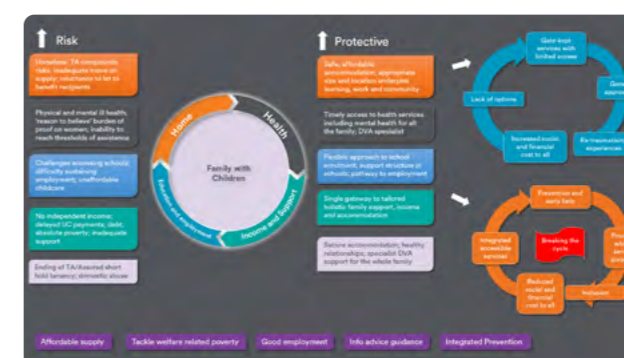 Risk
Homeless: TA compounds
risks; inadequate move on
supply; reluctance to let to
benefit recipients
Physical and mental ill health;
'reason to believe' burden of
proof on women; inability to
reach thresholds of assistance
Challenges accessing schools;
difficulty sustaining
employment; unaffordable
childcare
No independent income;
delayed UC payments; debt;
absolute poverty; inadequate
support
Ending of TA/Assured short
hold tenancy; domestic abuse
Home
Health
Education and employment
Income and Support
Family with
Children
Protective
Safe, affordable
accommodation; appropriate
size and location underpins
learning, work and community
Timely access to health services
including mental health for all
the family; DVA specialist
Flexible approach to school
enrolment; support structure in
schools; pathway to employment
Single gateway to tailored
holistic family support, income
and accommodation
Secure accommodation; healthy
relationships; specialist DVA
support for the whole family
Gate-kept
services with
limited access
Lack of options
Re-traumatising
experiences
Increased social
and financial
cost to all
Prevention and
early help
Integrated
accessible
services
Breaking the
cycle
Reduced
social and
financial
cost to all
Inclusion
Affordable supply
Tackle welfare related poverty
Good employment
Info advice guidance
Integrated Prevention